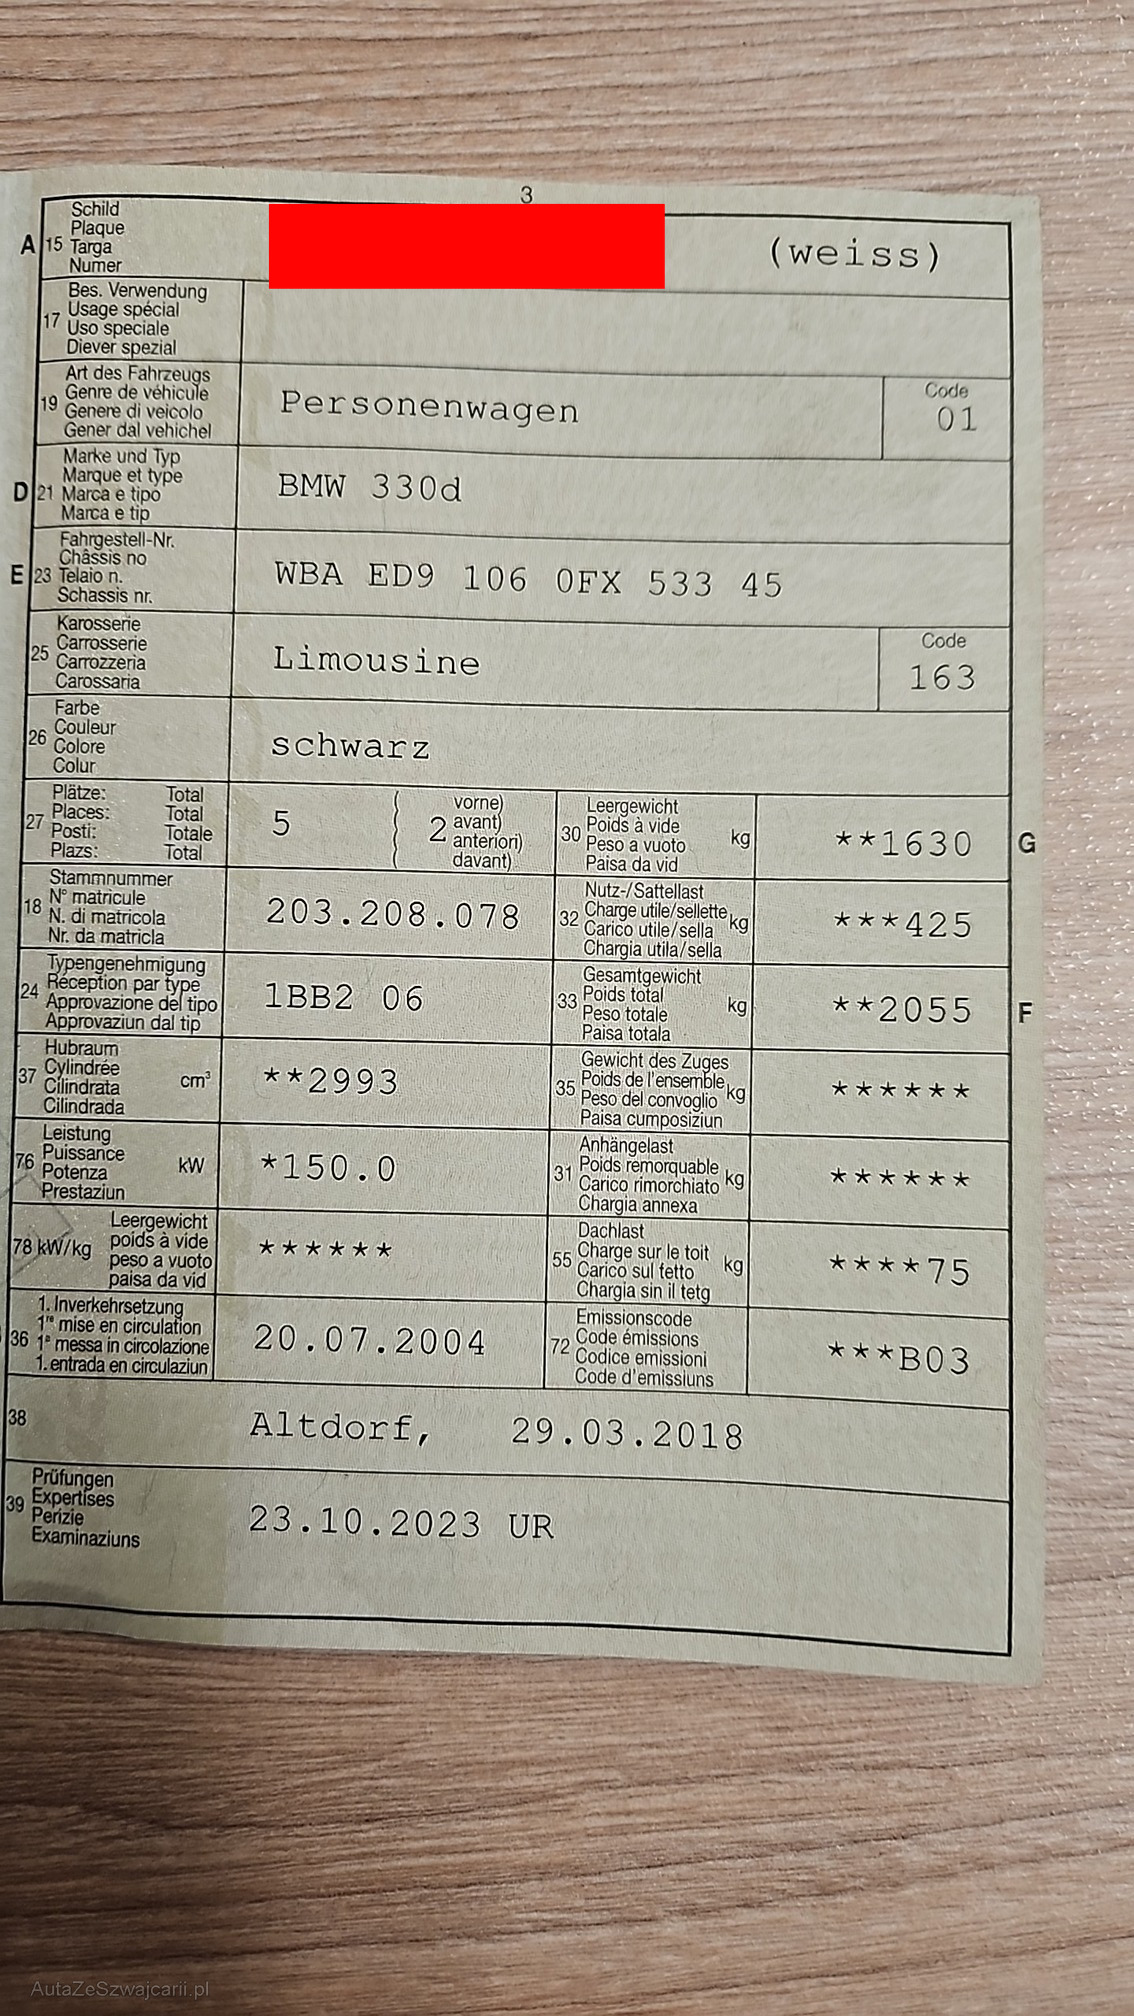 3
A 15 Schild
Plaque
Targa
Numer
(weiss)
17 Bes. Verwendung
Usage spécial
Uso speciale
Diever spezial
19 Art des Fahrzeugs
Genre de véhicule
Genere di veicolo
Gener dal vehichel
Personenwagen
Code
01
D 21 Marke und Typ
Marque et type
Marca e tipo
Marca e tip
BMW 330d
E 23 Fahrgestell-Nr.
Châssis no
Telaio n.
Schassis nr.
WBA ED9 106 0FX 533 45
25 Karosserie
Carrosserie
Carrozzeria
Carossaria
Limousine
Code
163
26 Farbe
Couleur
Colore
Colur
schwarz
27 Plätze: Total
Places: Total
Posti: Totale
Plazs: Total
5
( 2 vorne)
avant)
anteriori)
davant)
30 Leergewicht
Poids à vide
Peso a vuoto
Paisa da vid
kg
**1630
G
18 Stammnummer
N° matricule
N. di matricola
Nr. da matricla
203.208.078
32 Nutz-/Sattellast
Charge utile/sellette
Carico utile/sella
Chargia utila/sella
kg
***425
24 Typengenehmigung
Réception par type
Approvazione del tipo
Approvaziun dal tip
1BB2 06
33 Gesamtgewicht
Poids total
Peso totale
Paisa totala
kg
**2055
F
37 Hubraum
Cylindrée
Cilindrata
Cilindrada
cm³
**2993
35 Gewicht des Zuges
Poids de l'ensemble
Peso del convoglio
Paisa cumposiziun
kg
******
76 Leistung
Puissance
Potenza
Prestaziun
kW
*150.0
31 Anhängelast
Poids remorquable
Carico rimorchiato
Chargia annexa
kg
******
78 kW/kg
Leergewicht
poids à vide
peso a vuoto
paisa da vid
******
55 Dachlast
Charge sur le toit
Carico sul tetto
Chargia sin il tetg
kg
****75
36 1. Inverkehrsetzung
1re mise en circulation
1a messa in circolazione
1. entrada en circulaziun
20.07.2004
72 Emissionscode
Code émissions
Codice emissioni
Code d'emissiuns
***B03
38
Altdorf, 29.03.2018
39 Prüfungen
Expertises
Perizie
Examinaziuns
23.10.2023 UR
AutaZeSzwajcarii.pl